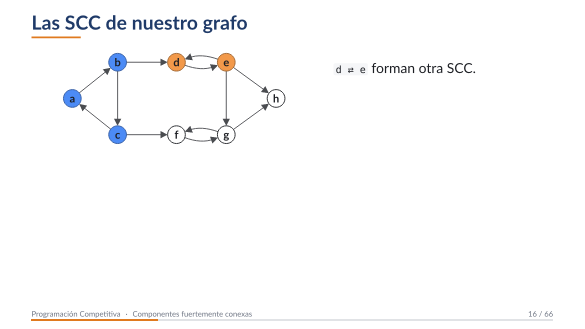 Las SCC de nuestro grafo
b
d
e
a
h
c
f
g
d ⇄ e forman otra SCC.
Programación Competitiva · Componentes fuertemente conexas
16 / 66